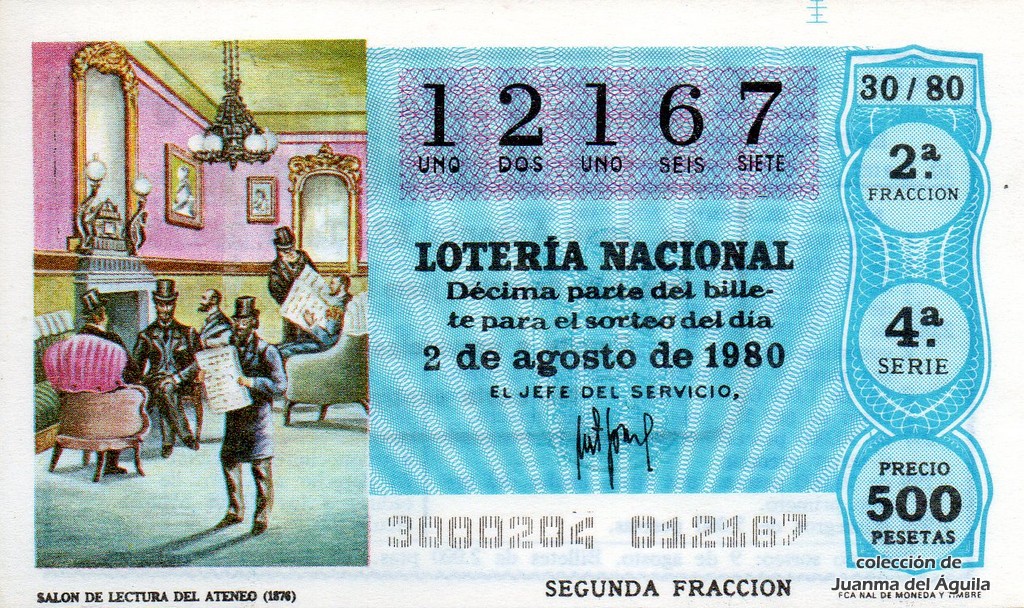 12167
UNO DOS UNO SEIS SIETE
LOTERÍA NACIONAL
Décima parte del bille-
te para el sorteo del día
2 de agosto de 1980
EL JEFE DEL SERVICIO,
30 / 80
2ª.
FRACCION
4ª.
SERIE
PRECIO
500
PESETAS
3000204 012167
SEGUNDA FRACCION
SALON DE LECTURA DEL ATENEO (1876)
colección de
Juanma del Águila
FCA NAL DE MONEDA Y TIMBRE